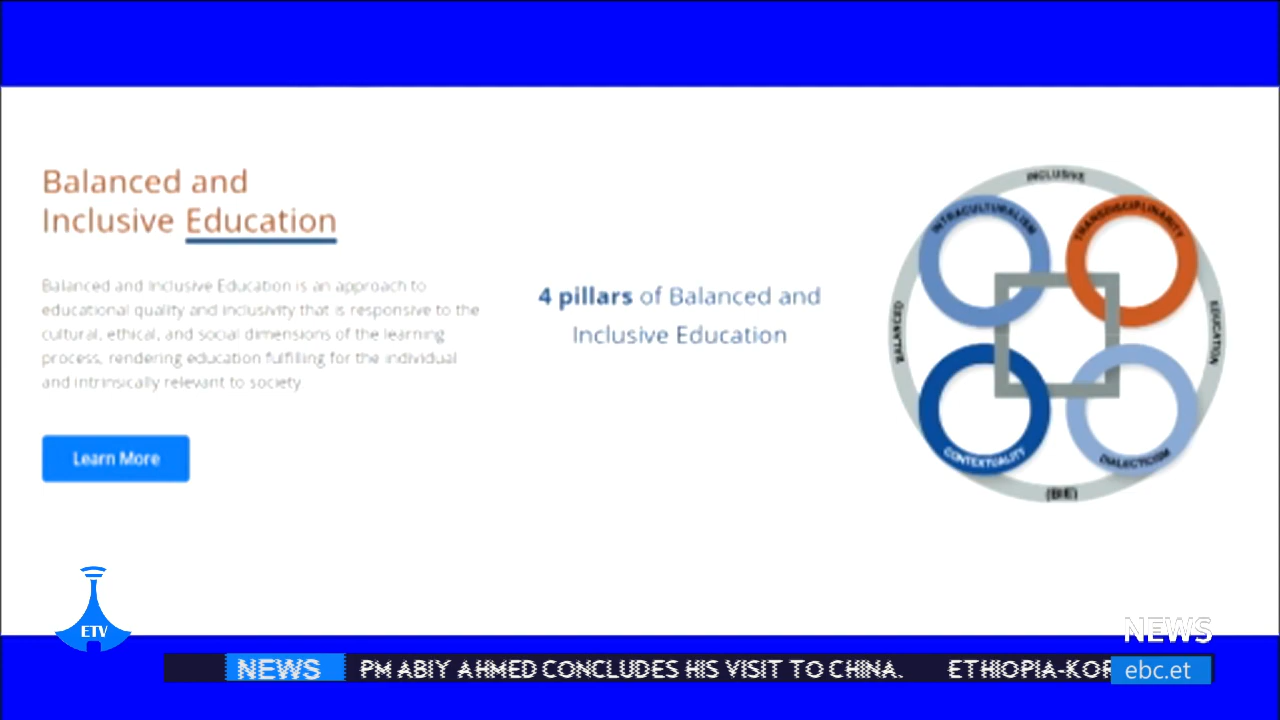 Balanced and
Inclusive Education
Balanced and Inclusive Education is an approach to
educational quality and inclusivity that is responsive to the
cultural, ethical, and social dimensions of the learning
process, rendering education fulfilling for the individual
and intrinsically relevant to society
Learn More
4 pillars of Balanced and
Inclusive Education
INCLUSIVE
INTRACULTURALISM
TRANSDISCIPLINARITY
BALANCED
EDUCATION
CONTEXTUALITY
DIALECTICISM
(BIE)
ETV
NEWS
NEWS PM ABIY AHMED CONCLUDES HIS VISIT TO CHINA. ETHIOPIA-KOR
ebc.et